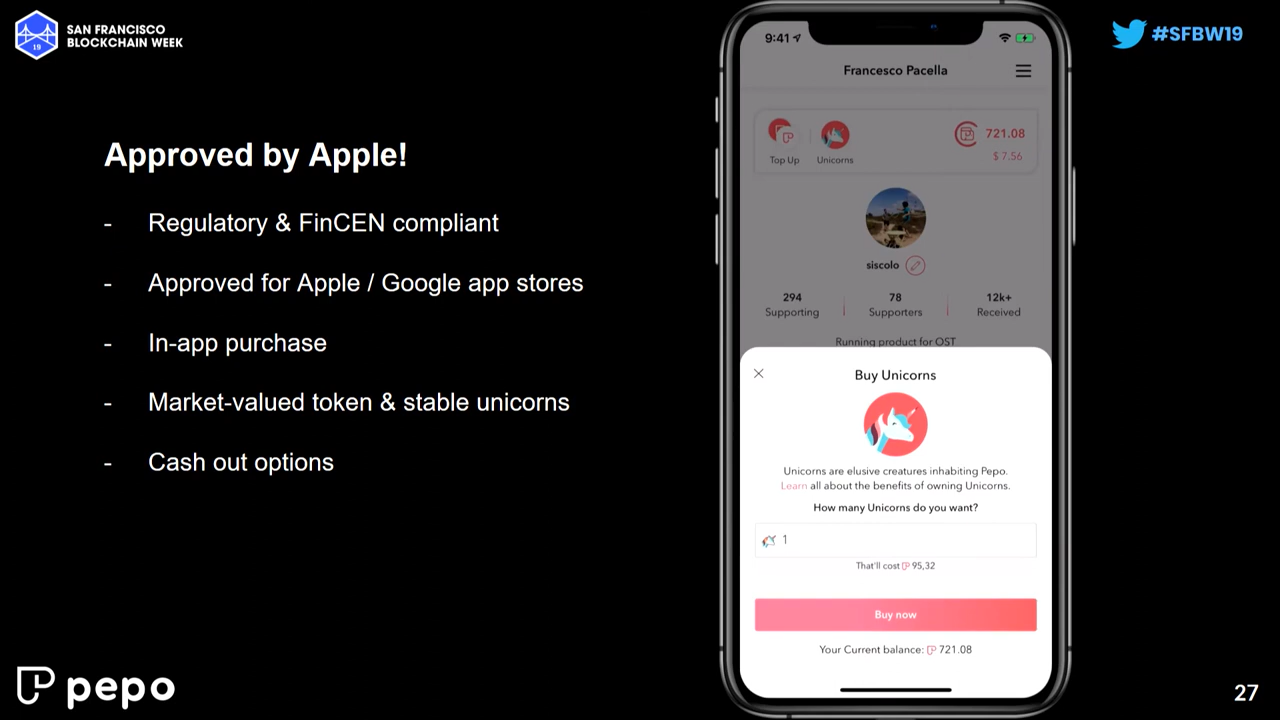 SAN FRANCISCO
BLOCKCHAIN WEEK
19
#SFBW19
Approved by Apple!
- Regulatory & FinCEN compliant
- Approved for Apple / Google app stores
- In-app purchase
- Market-valued token & stable unicorns
- Cash out options
9:41
Francesco Pacella
Top Up
Unicorns
721.08
$ 7.56
siscolo
294
Supporting
78
Supporters
12k+
Received
Running product for OST
Buy Unicorns
Unicorns are elusive creatures inhabiting Pepo.
Learn all about the benefits of owning Unicorns.
How many Unicorns do you want?
1
That'll cost 95,32
Buy now
Your Current balance: 721.08
pepo
27